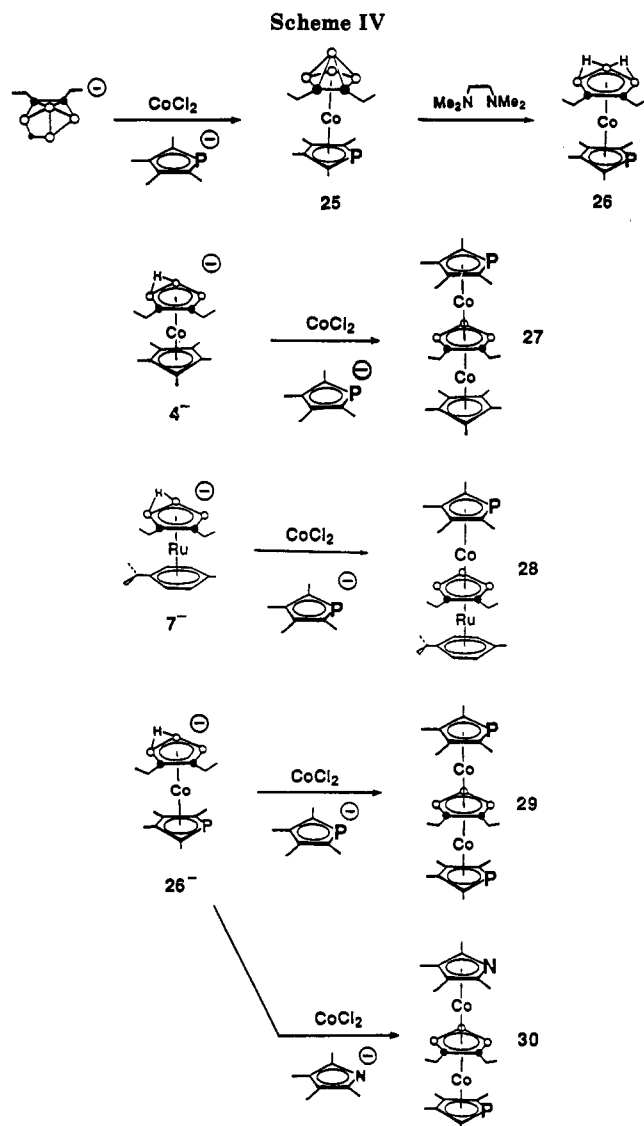 Scheme IV
⊖
CoCl₂
P ⊖
Co
P
25
Me₂N NMe₂
H H
Co
P
26
H ⊖
Co
4⁻
CoCl₂
P ⊖
P
Co
Co
27
H ⊖
Ru
7⁻
CoCl₂
P ⊖
P
Co
Ru
28
H ⊖
Co
P
26⁻
CoCl₂
P ⊖
P
Co
Co
P
29
CoCl₂
N ⊖
N
Co
Co
P
30